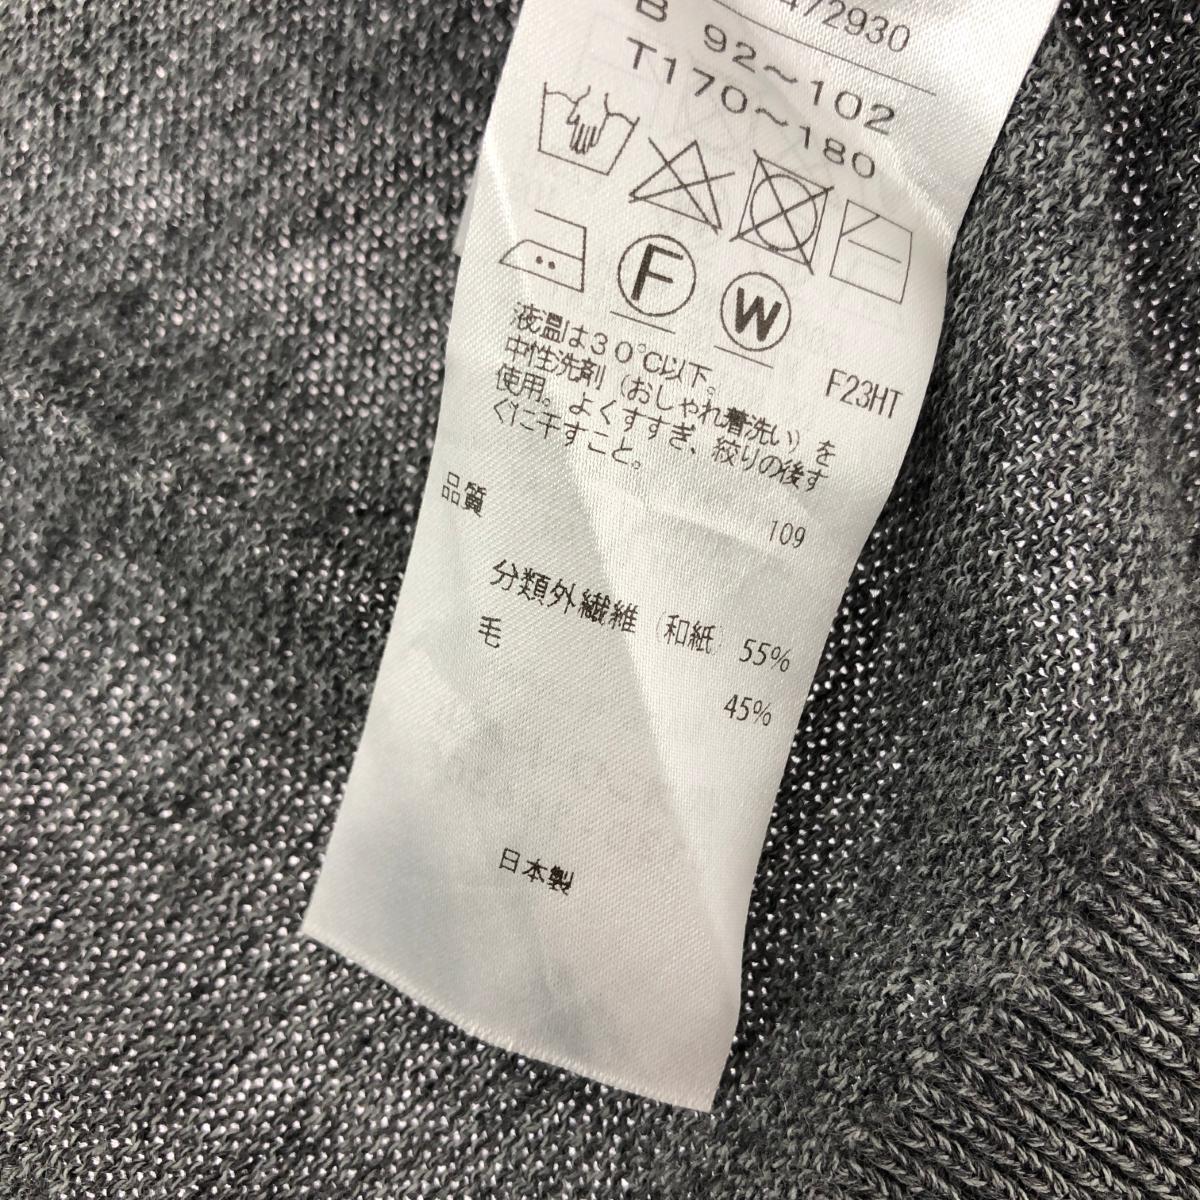 472930
B 92～102
T170～180
F
W
F23HT
液温は30℃以下。
中性洗剤（おしゃれ着洗い）を
使用。よくすすぎ、絞りの後す
ぐに干すこと。
109
品質
分類外繊維（和紙） 55%
毛 45%
日本製